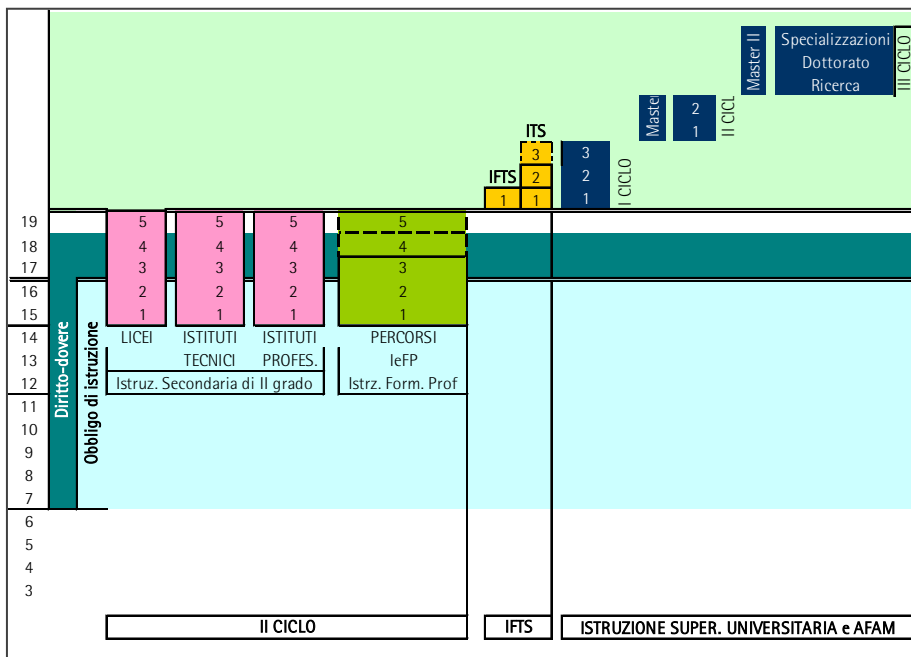 Master II
Specializzazioni
Dottorato
Ricerca
III CICLO
Master
2
1
II CICL
ITS
3
2
1
IFTS
1
3
2
1
I CICLO
19 5 5 5 5
18 4 4 4 4
17 3 3 3 3
16 2 2 2 2
15 1 1 1 1
14 LICEI ISTITUTI ISTITUTI PERCORSI
13 TECNICI PROFES. IeFP
12 Istruz. Secondaria di II grado Istrz. Form. Prof
11
10
9
8
7
6
5
4
3
Diritto-dovere
Obbligo di istruzione
II CICLO IFTS ISTRUZIONE SUPER. UNIVERSITARIA e AFAM